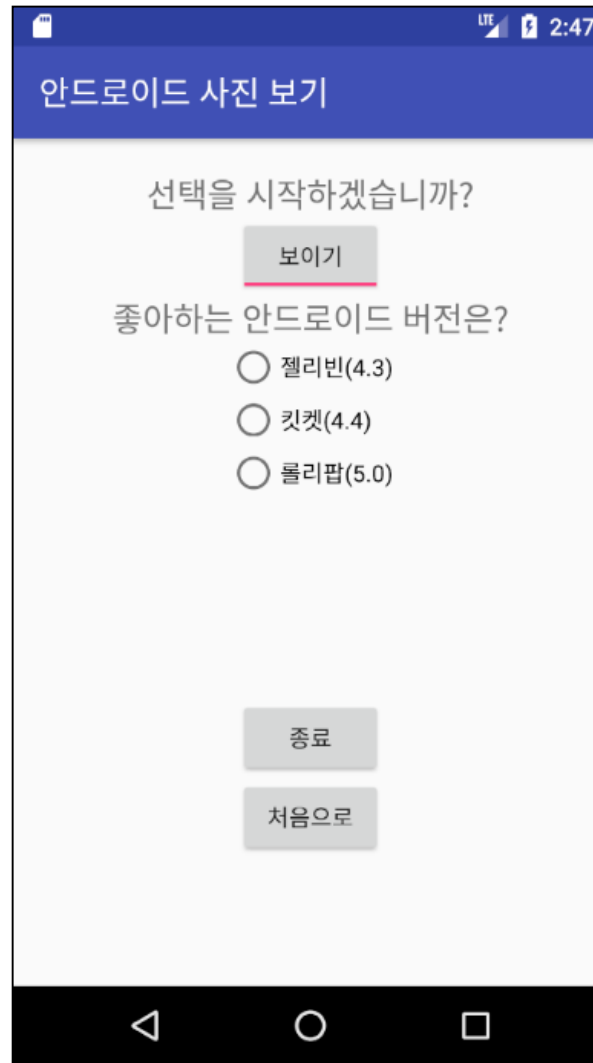 LTE 2:47
안드로이드 사진 보기
선택을 시작하겠습니까?
보이기
좋아하는 안드로이드 버전은?
젤리빈(4.3)
킷켓(4.4)
롤리팝(5.0)
종료
처음으로